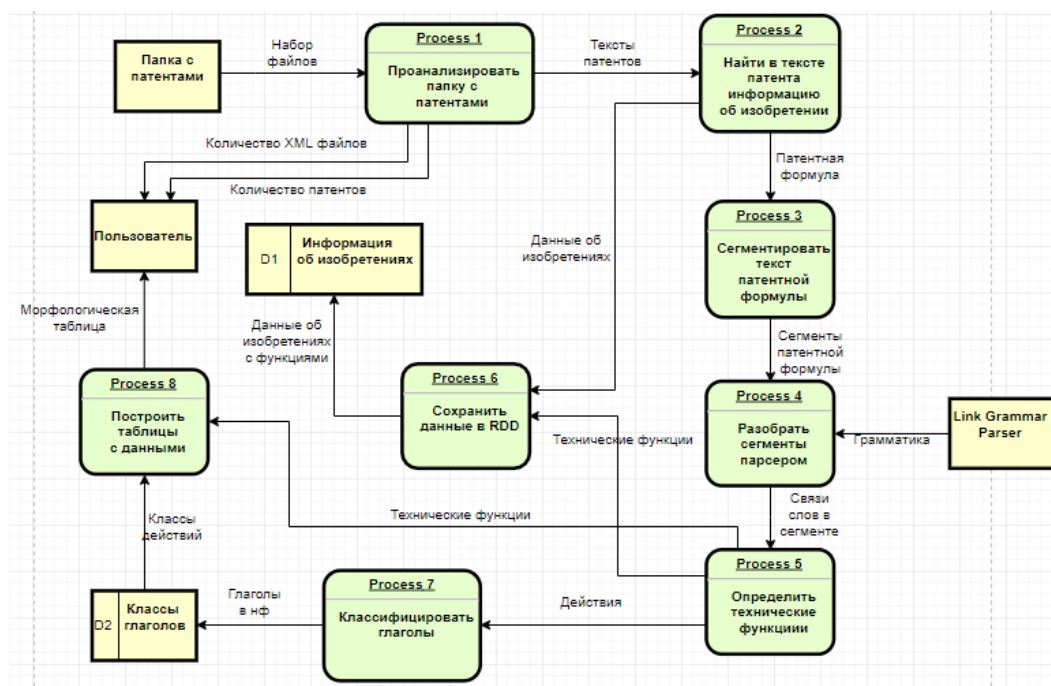 Папка с
патентами
Набор
файлов
Process 1
Проанализировать
папку с
патентами
Тексты
патентов
Process 2
Найти в тексте
патента
информацию
об изобретении
Количество XML файлов
Количество патентов
Патентная
формула
Пользователь
D1
Информация
об изобретениях
Данные об
изобретениях
Process 3
Сегментировать
текст
патентной
формулы
Морфологическая
таблица
Данные об
изобретениях
с функциями
Сегменты
патентной
формулы
Process 8
Построить
таблицы
с данными
Process 6
Сохранить
данные в RDD
Технические функции
Process 4
Разобрать
сегменты
парсером
Грамматика
Link Grammar
Parser
Классы
действий
Технические функции
Связи
слов в
сегменте
Process 5
Определить
технические
функциии
Действия
Process 7
Классифицировать
глаголы
Глаголы
в нф
D2
Классы
глаголов